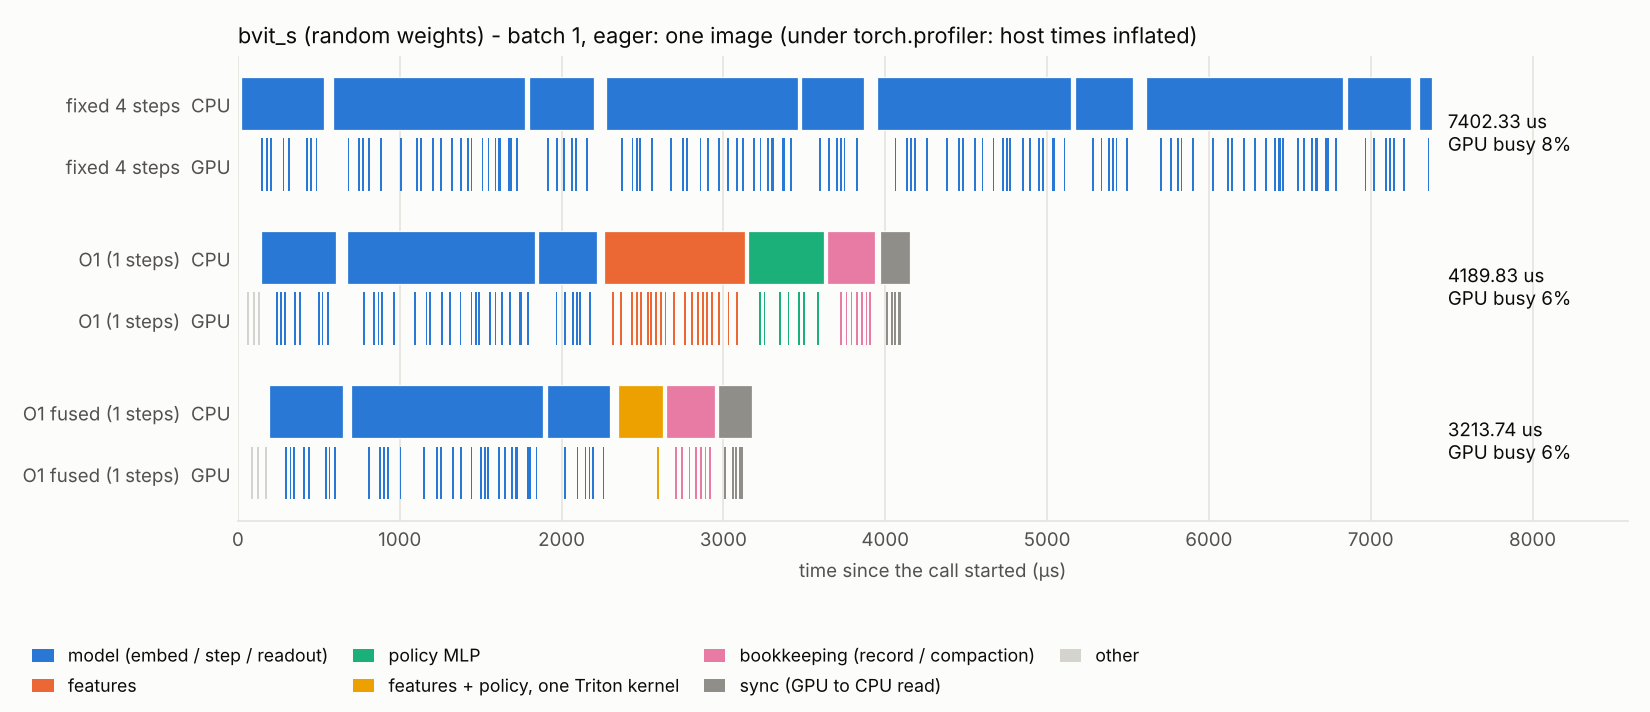 bvit_s (random weights) - batch 1, eager: one image (under torch.profiler: host times inflated)
fixed 4 steps CPU
7402.33 us
GPU busy 8%
fixed 4 steps GPU
O1 (1 steps) CPU
4189.83 us
GPU busy 6%
O1 (1 steps) GPU
O1 fused (1 steps) CPU
3213.74 us
GPU busy 6%
O1 fused (1 steps) GPU
0 1000 2000 3000 4000 5000 6000 7000 8000
time since the call started (µs)
model (embed / step / readout) policy MLP bookkeeping (record / compaction) other
features features + policy, one Triton kernel sync (GPU to CPU read)